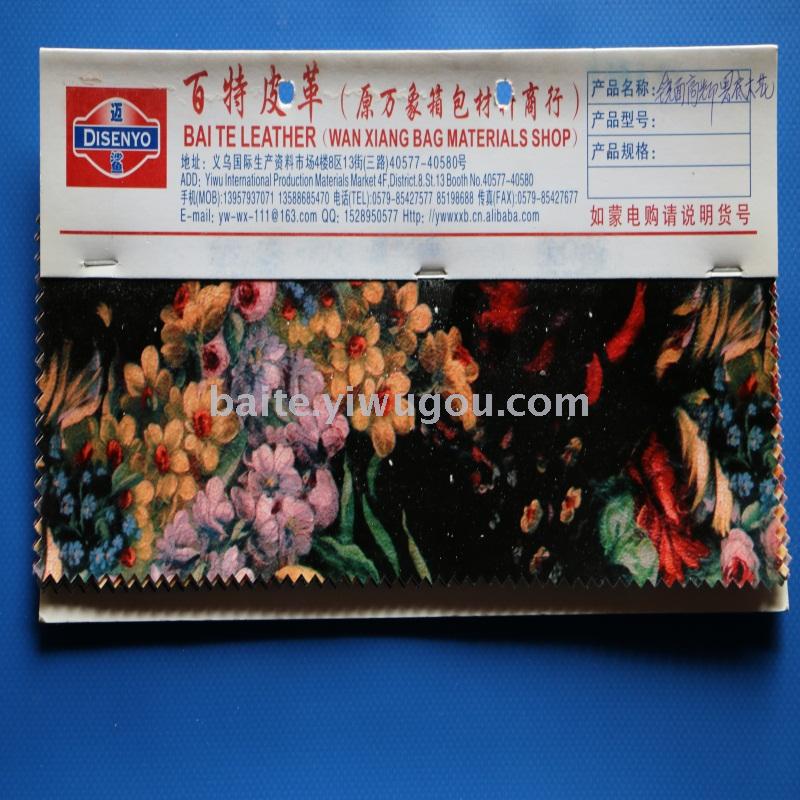 百特皮革(原万象箱包材料商行)
BAI TE LEATHER(WAN XIANG BAG MATERIALS SHOP)
地址:义乌国际生产资料市场4楼8区13街(三路)40577-40580号
ADD: Yiwu International Production Materials Market 4F,District.8.St.13 Booth No.40577-40580
手机(MOB):13957937071 13588685470 电话(TEL):0579-85427577 85198688 传真(FAX):0579-85427677
E-mail: yw-wx-111@163.com QQ: 1528950577 Http: //ywwxxb.cn.alibaba.com
迈
DISENYO
沙鱼
产品名称:
产品型号:
产品规格:
如蒙电购请说明货号
baite.yiwugou.com